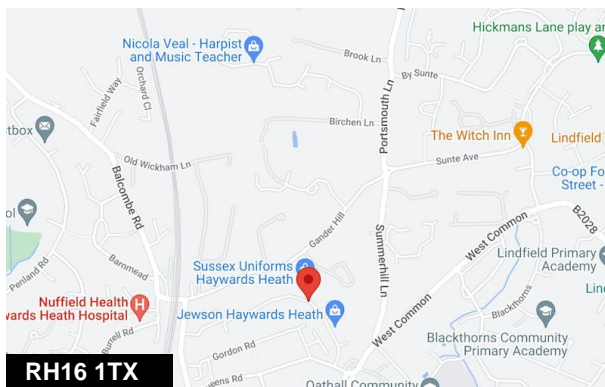 Hickmans Lane play
Nicola Veal - Harpist
and Music Teacher
Brook Ln
By Sunte
Portsmouth Ln
Fairfield Way
Orchard Cl
Birchen Ln
The Witch Inn
Lindfield
Old Wickham Ln
Sunte Ave
Co-op
Street -
Balcombe Rd
B2028
Gander Hill
West Common
Lindfield Primary
Academy
Penland Rd
Barnmead
Summerhill Ln
Sussex Uniforms
Haywards Heath
Nuffield Health
wards Heath Hospital
H
Jewson Haywards Heath
West Common
Blackthorns
Blackthorns Community
Primary Academy
Burrell Rd
Gordon Rd
eens Rd
Oathall Community
RH16 1TX